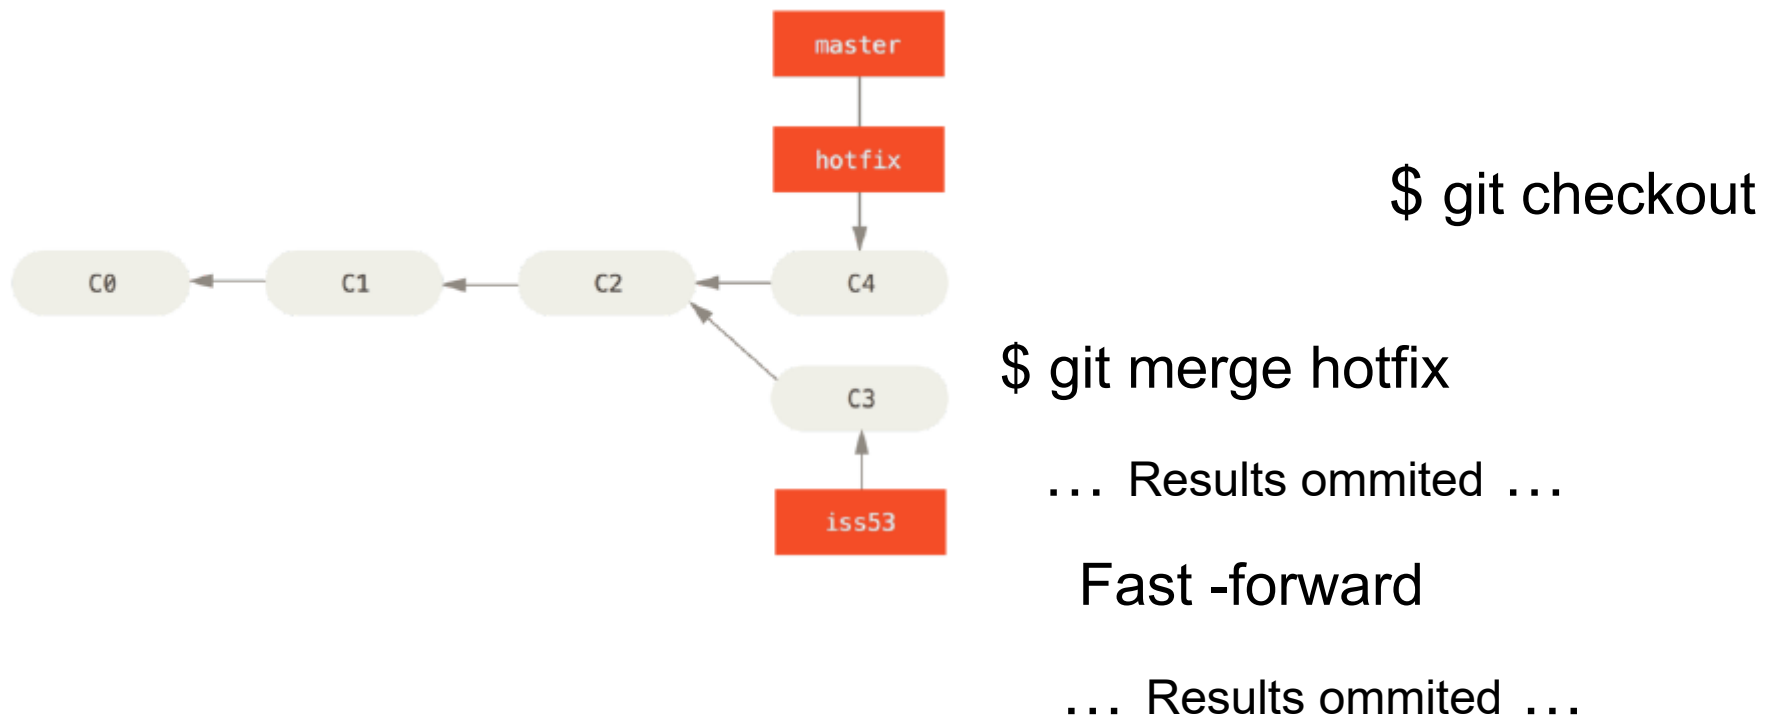 master
hotfix
$ git checkout
C0
C1
C2
C4
$ git merge hotfix
C3
... Results ommited ...
iss53
Fast -forward
... Results ommited ...